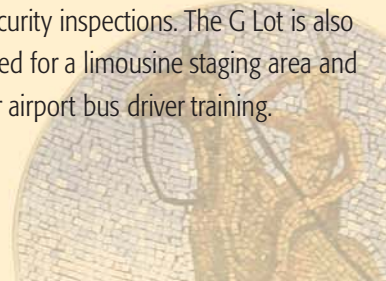 curity inspections. The G Lot is also
ed for a limousine staging area and
r airport bus driver training.